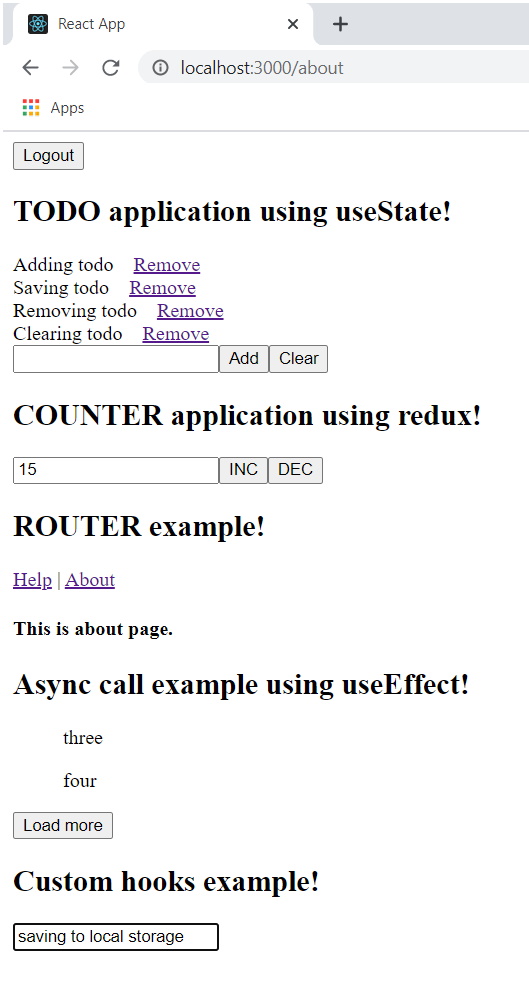 React App
localhost:3000/about
Apps
Logout
TODO application using useState!
Adding todo Remove
Saving todo Remove
Removing todo Remove
Clearing todo Remove
Add Clear
COUNTER application using redux!
15 INC DEC
ROUTER example!
Help | About
This is about page.
Async call example using useEffect!
three
four
Load more
Custom hooks example!
saving to local storage